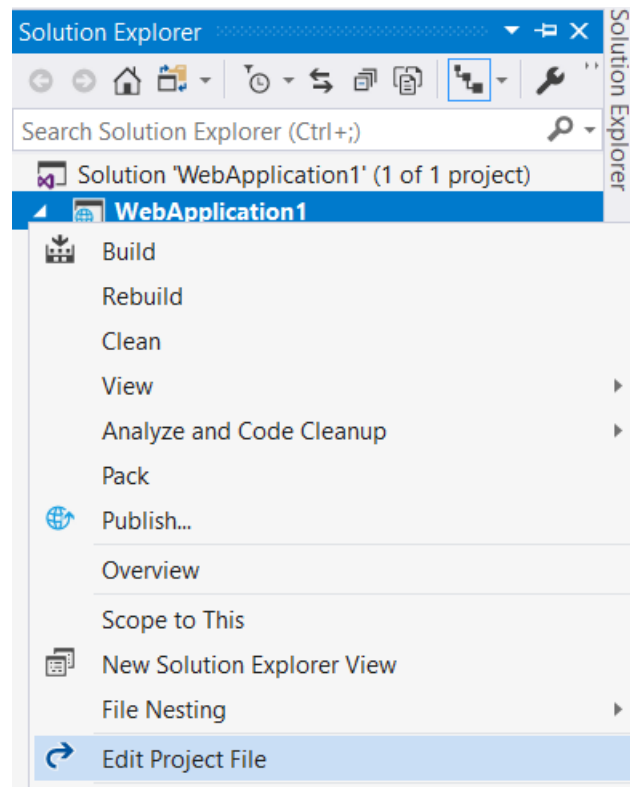 Solution Explorer
Solution Explorer
Search Solution Explorer (Ctrl+;)
Solution 'WebApplication1' (1 of 1 project)
WebApplication1
Build
Rebuild
Clean
View
Analyze and Code Cleanup
Pack
Publish...
Overview
Scope to This
New Solution Explorer View
File Nesting
Edit Project File